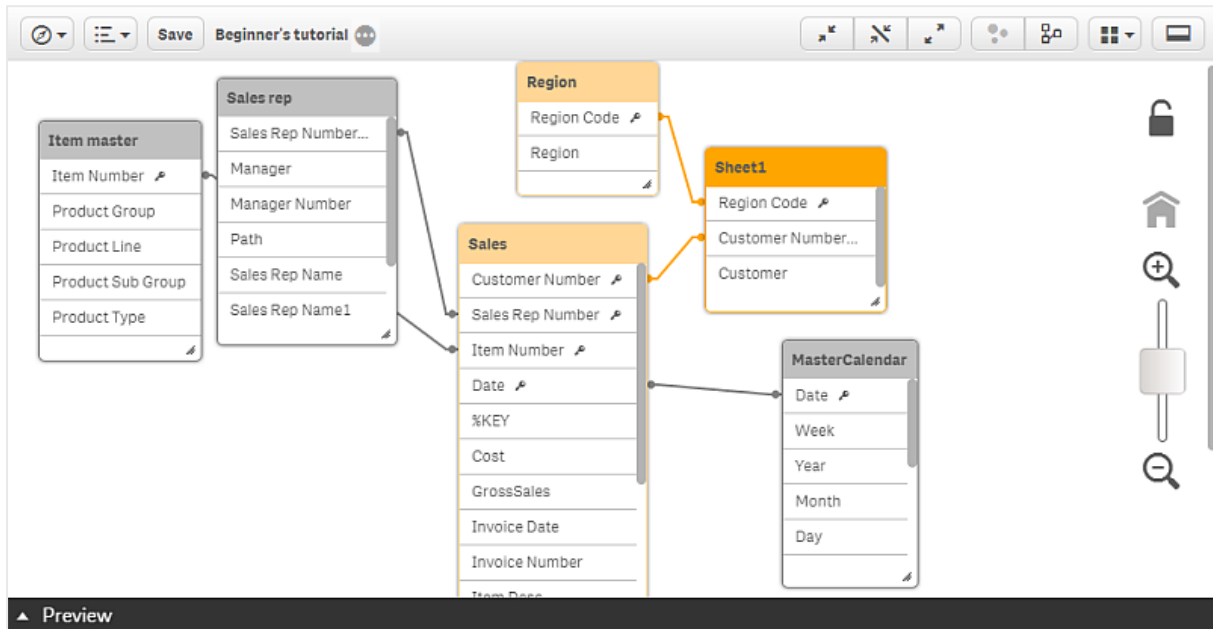 Save
Beginner's tutorial
Item master
Item Number
Product Group
Product Line
Product Sub Group
Product Type
Sales rep
Sales Rep Number...
Manager
Manager Number
Path
Sales Rep Name
Sales Rep Name1
Region
Region Code
Region
Sales
Customer Number
Sales Rep Number
Item Number
Date
%KEY
Cost
GrossSales
Invoice Date
Invoice Number
Item Desc
Sheet1
Region Code
Customer Number...
Customer
MasterCalendar
Date
Week
Year
Month
Day
Preview